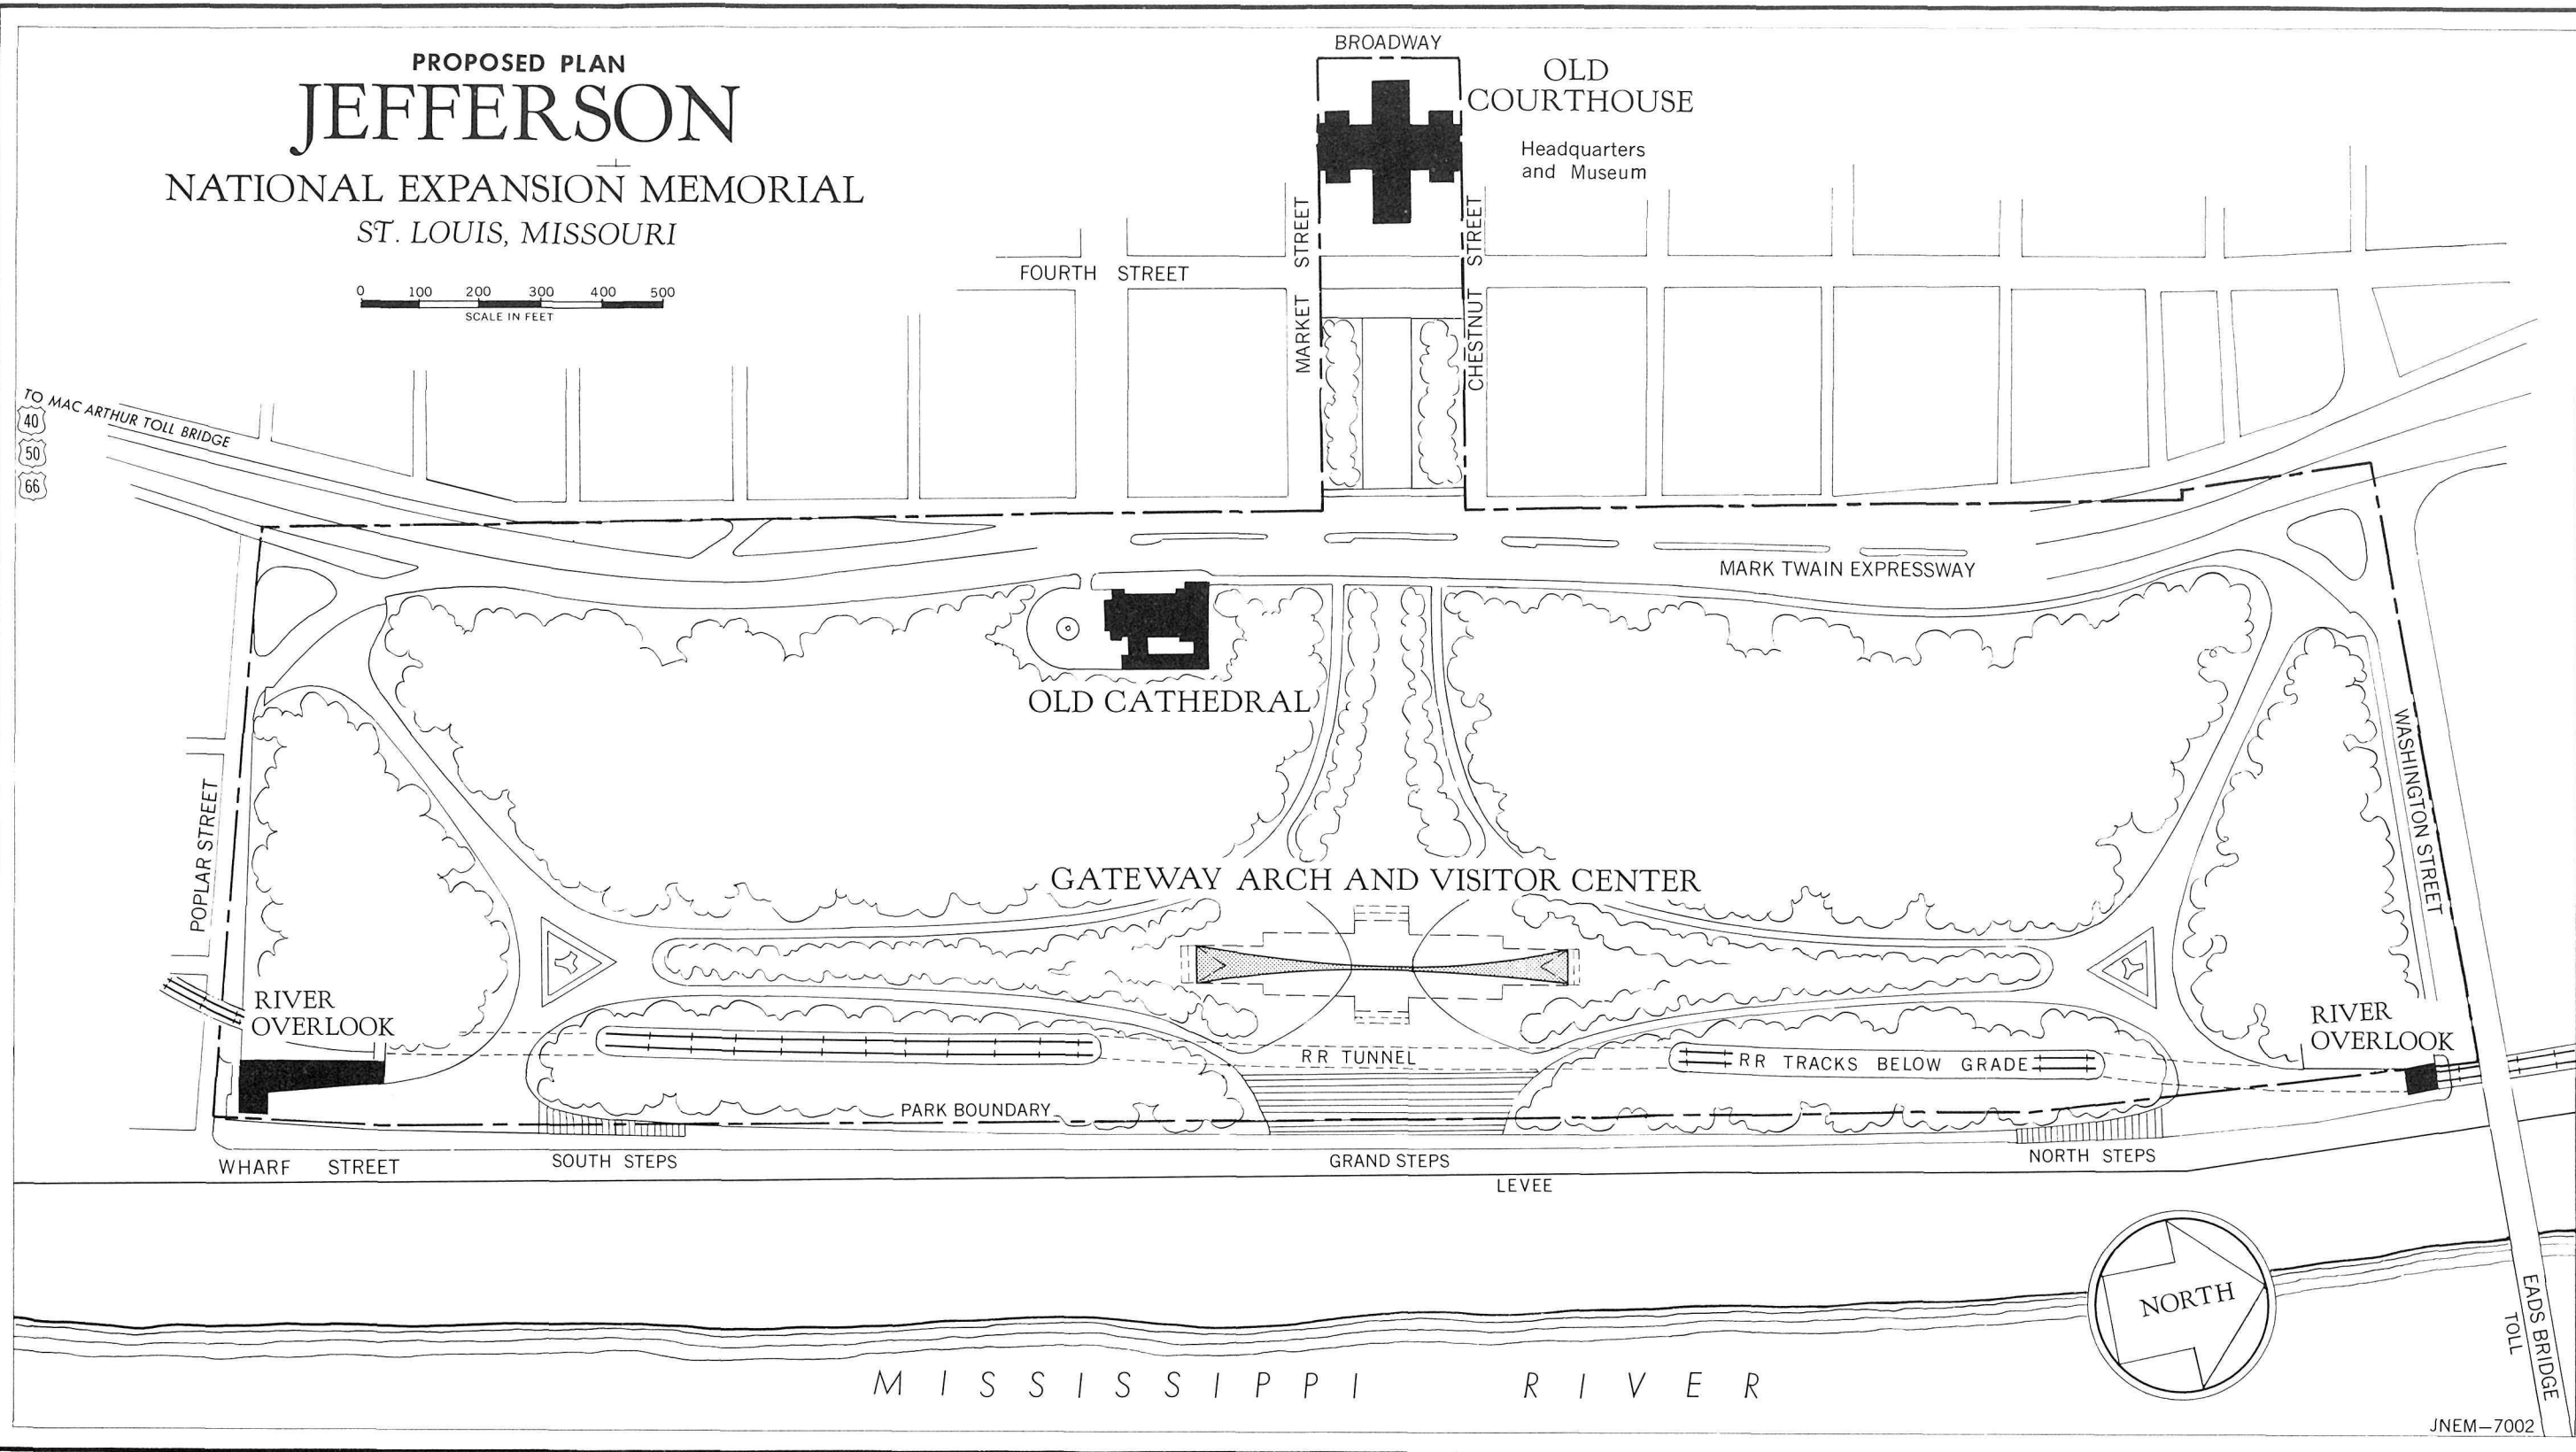 PROPOSED PLAN
JEFFERSON
NATIONAL EXPANSION MEMORIAL
ST. LOUIS, MISSOURI
0 100 200 300 400 500
SCALE IN FEET
BROADWAY
OLD
COURTHOUSE
Headquarters
and Museum
MARKET STREET
CHESTNUT STREET
FOURTH STREET
TO MAC ARTHUR TOLL BRIDGE
40
50
66
MARK TWAIN EXPRESSWAY
OLD CATHEDRAL
POPLAR STREET
WASHINGTON STREET
GATEWAY ARCH AND VISITOR CENTER
RIVER
OVERLOOK
RIVER
OVERLOOK
RR TUNNEL
RR TRACKS BELOW GRADE
PARK BOUNDARY
WHARF STREET
SOUTH STEPS
GRAND STEPS
NORTH STEPS
LEVEE
NORTH
MISSISSIPPI RIVER
EADS BRIDGE
TOLL
JNEM–7002